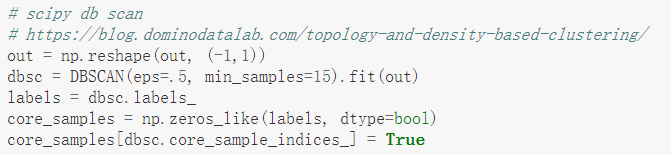 # scipy db scan
# https://blog.dominodatalab.com/topology-and-density-based-clustering/
out = np.reshape(out, (-1,1))
dbsc = DBSCAN(eps=.5, min_samples=15).fit(out)
labels = dbsc.labels_
core_samples = np.zeros_like(labels, dtype=bool)
core_samples[dbsc.core_sample_indices_] = True